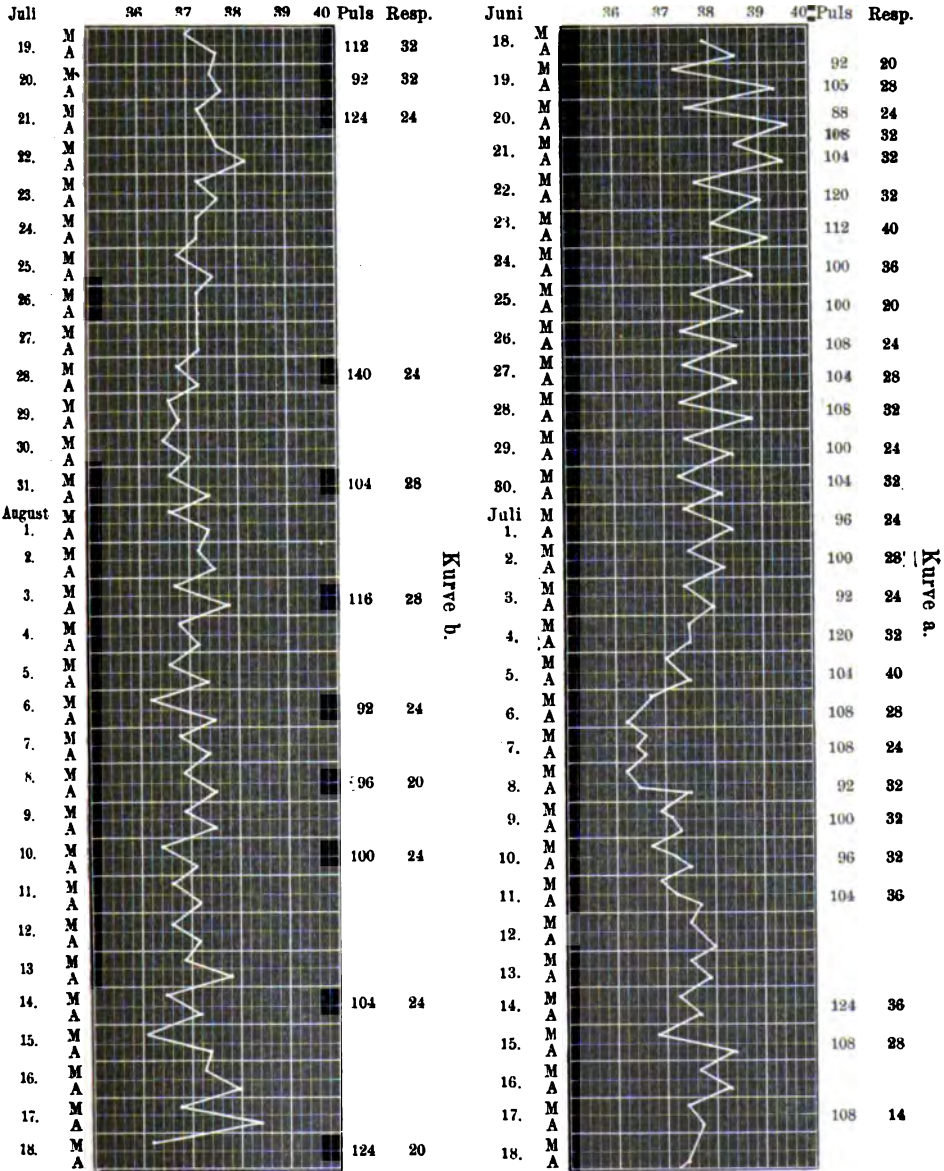 Juli 36 37 38 39 40 Puls Resp.
19. M A 112 32
20. M A 92 32
21. M A 124 24
22. M A
23. M A
24. M A
25. M A
26. M A
27. M A
28. M A 140 24
29. M A
30. M A
31. M A 104 28
August
1. M A
2. M A
3. M A 116 28
4. M A
5. M A
6. M A 92 24
7. M A
8. M A 96 20
9. M A
10. M A 100 24
11. M A
12. M A
13 M A
14. M A 104 24
15. M A
16. M A
17. M A
18. M A 124 20
Kurve b.
Juni 36 37 38 39 40 Puls Resp.
18. M A
92 20
19. M A 105 28
88 24
20. M A
108 32
21. M A 104 32
22. M A 120 32
23. M A 112 40
24. M A 100 36
25. M A 100 20
26. M A 108 24
27. M A 104 28
28. M A 108 32
29. M A 100 24
30. M A 104 32
Juli
1. M A 96 24
2. M A 100 28
3. M A 92 24
4. M A 120 32
5. M A 104 40
6. M A 108 28
7. M A 108 24
8. M A 92 32
9. M A 100 32
10. M A 96 32
11. M A 104 36
12. M A
13. M A
14. M A 124 36
15. M A 108 28
16. M A
17. M A 108 14
18. M A
Kurve a.